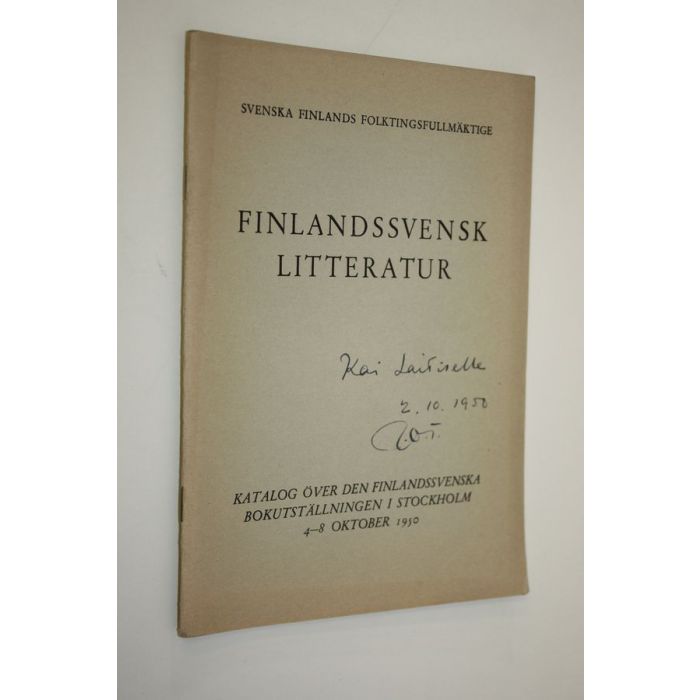 SVENSKA FINLANDS FOLKTINGSFULLMÄKTIGE
FINLANDSSVENSK
LITTERATUR
Kai Laitiselle
2.10.1950
KATALOG ÖVER DEN FINLANDSSVENSKA
BOKUTSTÄLLNINGEN I STOCKHOLM
4–8 OKTOBER 1950